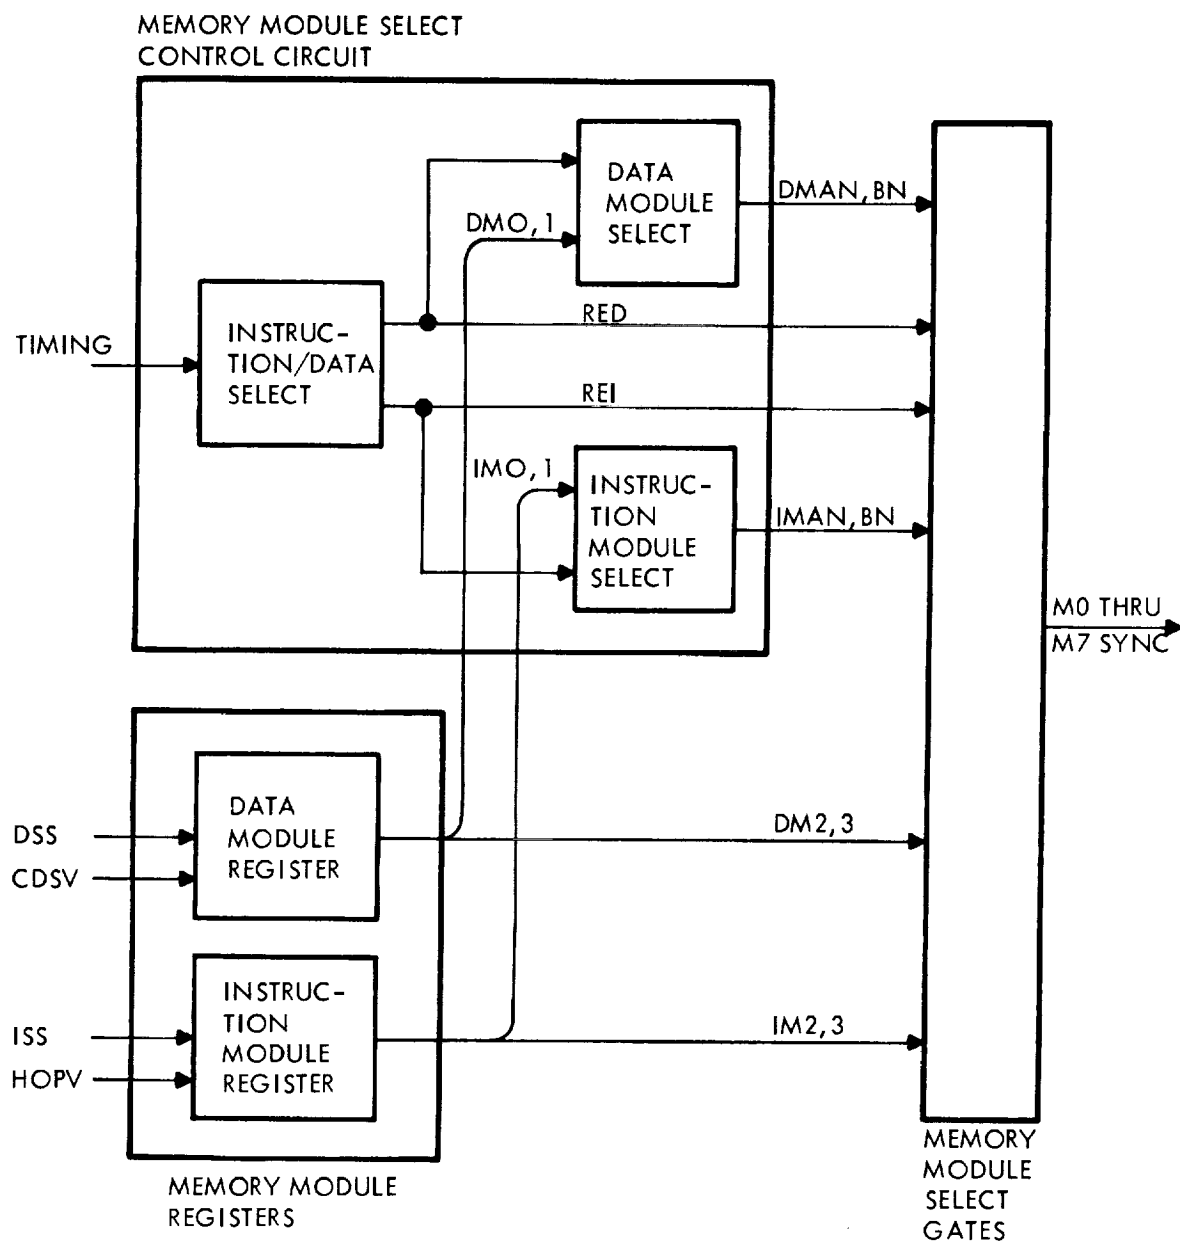 MEMORY MODULE SELECT
CONTROL CIRCUIT
DATA
MODULE
SELECT
DMAN, BN
DMO, 1
RED
TIMING
INSTRUC-
TION/DATA
SELECT
REI
IMO, 1
INSTRUC-
TION
MODULE
SELECT
IMAN, BN
M0 THRU
M7 SYNC
DATA
MODULE
REGISTER
DSS
CDSV
DM2, 3
INSTRUC-
TION
MODULE
REGISTER
ISS
HOPV
IM2, 3
MEMORY MODULE
REGISTERS
MEMORY
MODULE
SELECT
GATES